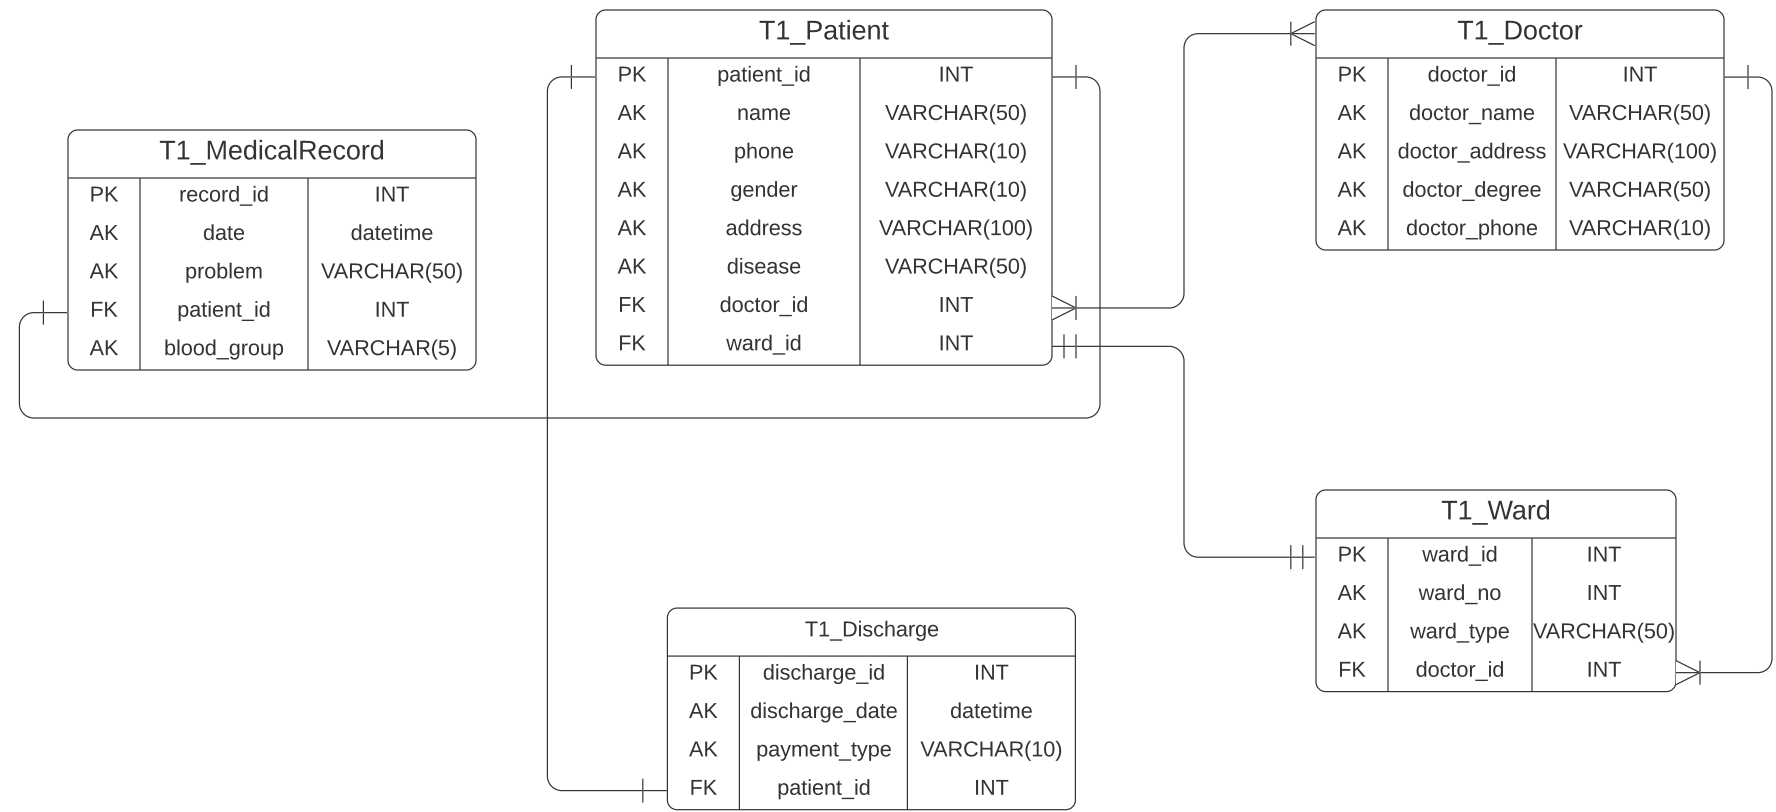 T1_Patient
PK patient_id INT
AK name VARCHAR(50)
AK phone VARCHAR(10)
AK gender VARCHAR(10)
AK address VARCHAR(100)
AK disease VARCHAR(50)
FK doctor_id INT
FK ward_id INT
T1_Doctor
PK doctor_id INT
AK doctor_name VARCHAR(50)
AK doctor_address VARCHAR(100)
AK doctor_degree VARCHAR(50)
AK doctor_phone VARCHAR(10)
T1_MedicalRecord
PK record_id INT
AK date datetime
AK problem VARCHAR(50)
FK patient_id INT
AK blood_group VARCHAR(5)
T1_Ward
PK ward_id INT
AK ward_no INT
AK ward_type VARCHAR(50)
FK doctor_id INT
T1_Discharge
PK discharge_id INT
AK discharge_date datetime
AK payment_type VARCHAR(10)
FK patient_id INT